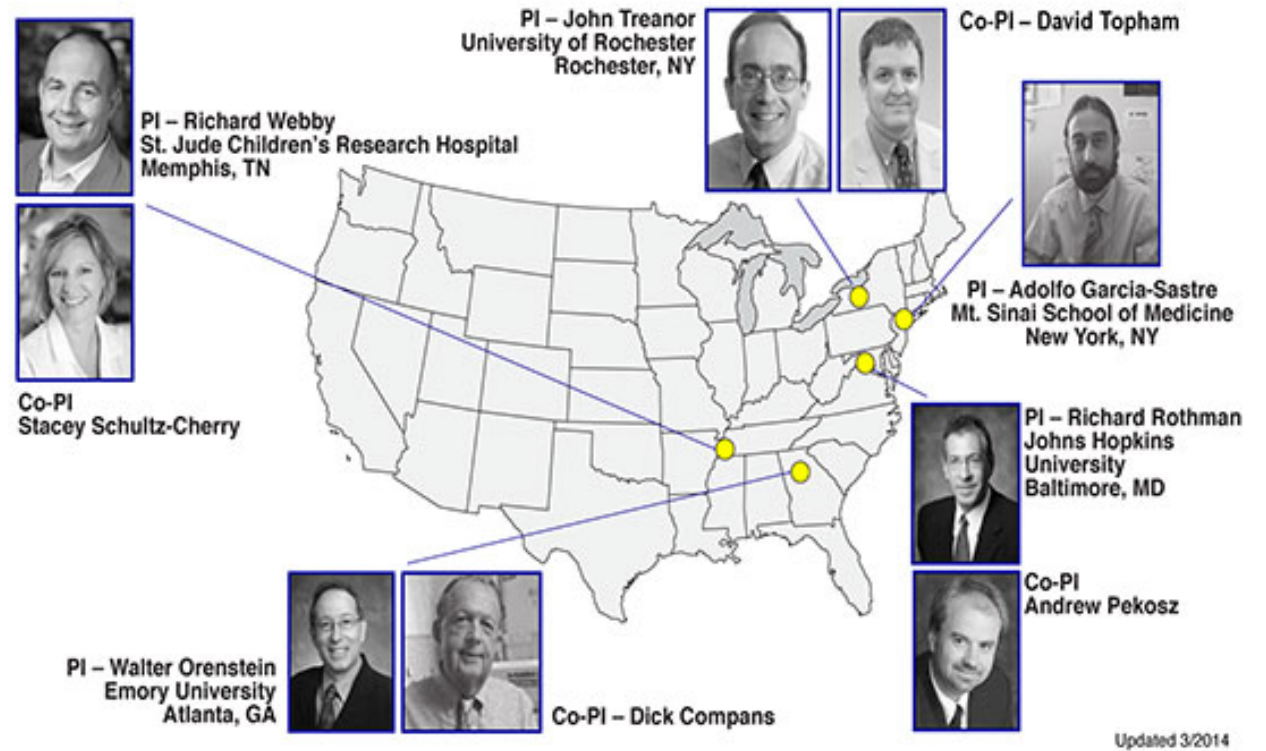 PI – John Treanor
University of Rochester
Rochester, NY
Co-PI – David Topham
PI – Richard Webby
St. Jude Children's Research Hospital
Memphis, TN
Co-PI
Stacey Schultz-Cherry
PI – Adolfo Garcia-Sastre
Mt. Sinai School of Medicine
New York, NY
PI – Richard Rothman
Johns Hopkins
University
Baltimore, MD
Co-PI
Andrew Pekosz
PI – Walter Orenstein
Emory University
Atlanta, GA
Co-PI – Dick Compans
Updated 3/2014